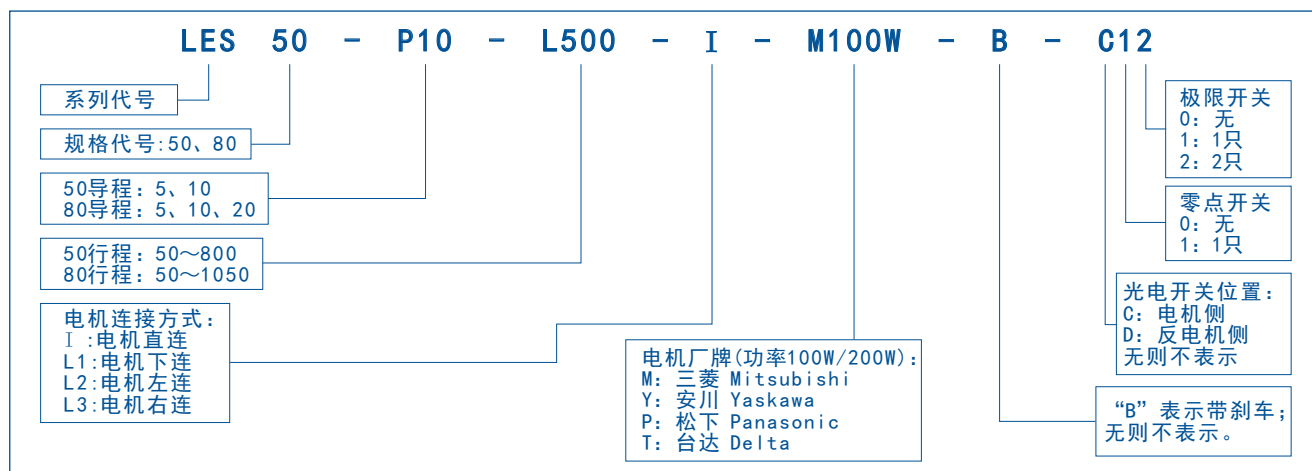 LES 50 - P10 - L500 - I - M100W - B - C12
系列代号
规格代号:50、80
50导程: 5、10
80导程: 5、10、20
50行程: 50～800
80行程: 50～1050
电机连接方式:
I :电机直连
L1:电机下连
L2:电机左连
L3:电机右连
电机厂牌(功率100W/200W):
M: 三菱 Mitsubishi
Y: 安川 Yaskawa
P: 松下 Panasonic
T: 台达 Delta
极限开关
0: 无
1: 1只
2: 2只
零点开关
0: 无
1: 1只
光电开关位置:
C: 电机侧
D: 反电机侧
无则不表示
“B”表示带刹车;
无则不表示。